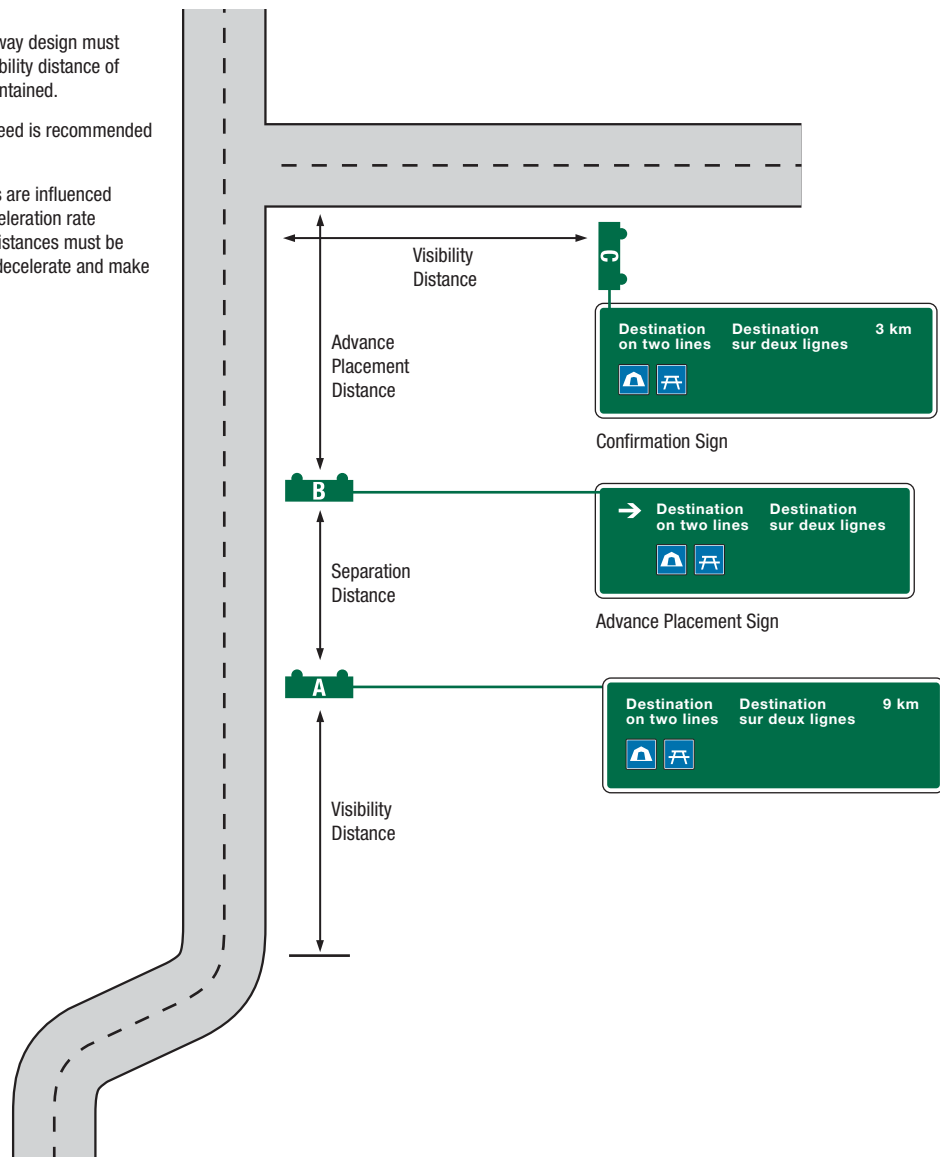 way design must
bility distance of
ntained.
eed is recommended
s are influenced
eleration rate
istances must be
decelerate and make
Visibility
Distance
C
Destination Destination 3 km
on two lines sur deux lignes
Confirmation Sign
Advance
Placement
Distance
B
Destination Destination
on two lines sur deux lignes
Advance Placement Sign
Separation
Distance
A
Destination Destination 9 km
on two lines sur deux lignes
Visibility
Distance